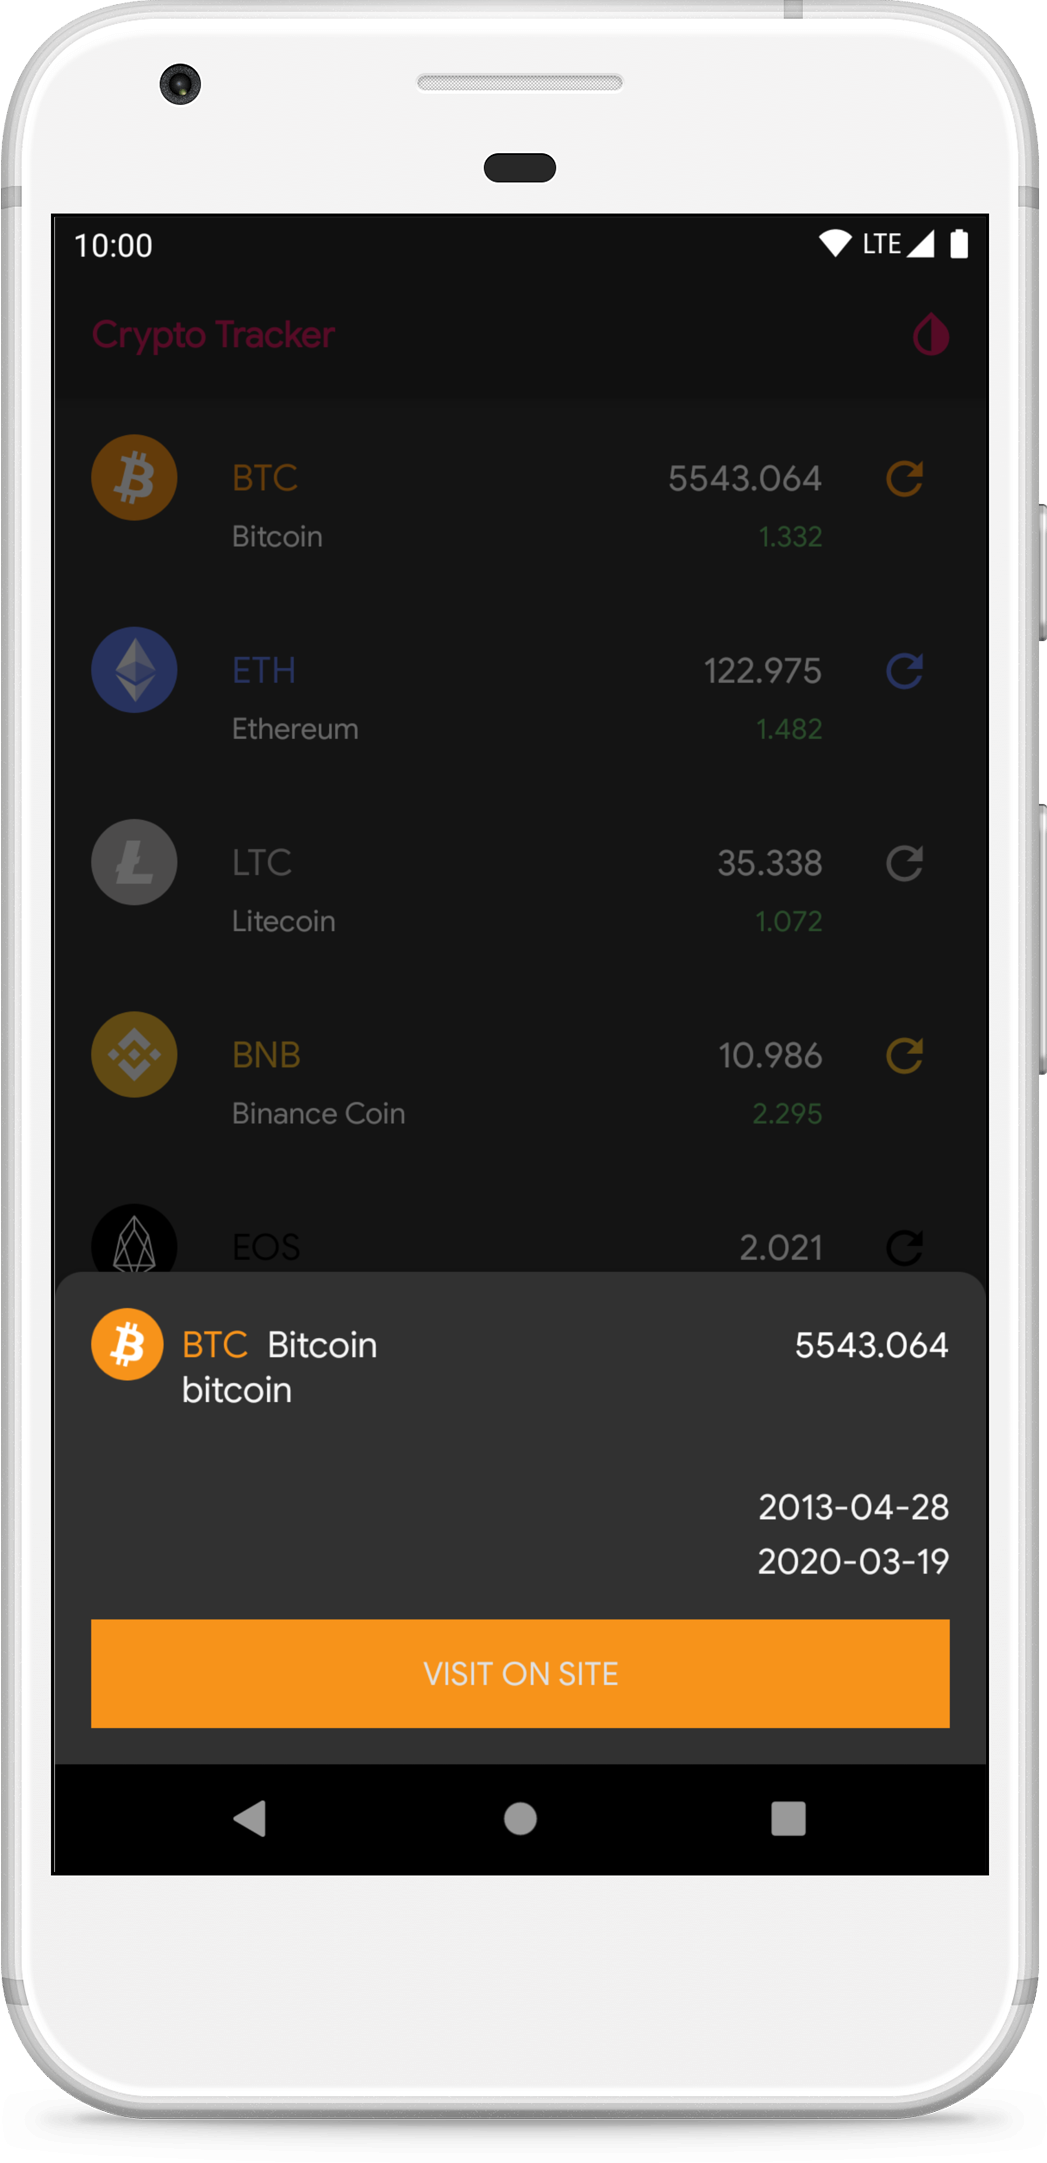 10:00 LTE
Crypto Tracker
BTC 5543.064
Bitcoin 1.332
ETH 122.975
Ethereum 1.482
LTC 35.338
Litecoin 1.072
BNB 10.986
Binance Coin 2.295
EOS 2.021
BTC Bitcoin 5543.064
bitcoin
2013-04-28
2020-03-19
VISIT ON SITE